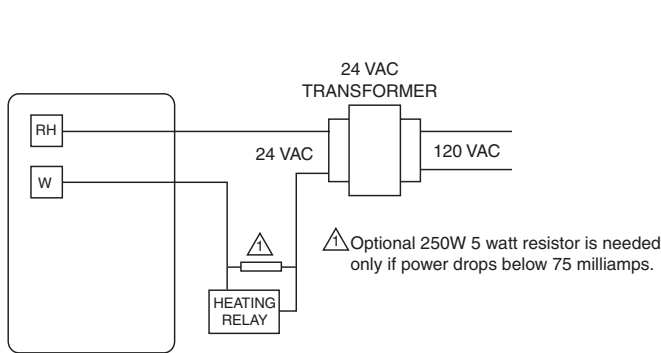 24 VAC
TRANSFORMER
RH
24 VAC
120 VAC
W
1
1 Optional 250W 5 watt resistor is needed
only if power drops below 75 milliamps.
HEATING
RELAY